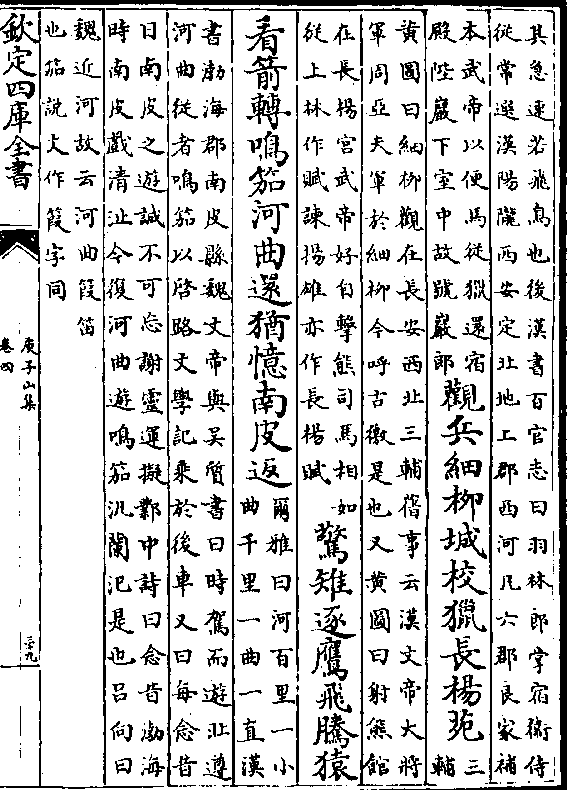 其急速若飛鳥也後漢書百官志曰羽林郎掌宿衞侍
從常選漢陽隴西安定北地上郡西河凡六郡良家補
本武帝以便馬從獵還宿
殿陛巖下室中故號巖郎
觀兵細柳城校獵長楊苑
三輔
黃圖曰細柳觀在長安西北三輔舊事云漢文帝大將
軍周亞夫軍於細柳今呼古徼是也又黃圖曰射熊館
在長楊宮武帝好自擊熊司馬相如
從上林作賦諫揚雄亦作長楊賦
驚雉逐鷹飛騰猿
看箭轉鳴笳河曲還猶憶南皮返
爾雅曰河百里一小
曲千里一曲一直漢
書渤海郡南皮縣魏文帝與吳質書曰時駕而遊北遵
河曲從者鳴笳以啓路文學記乘於後車又曰每念昔
日南皮之遊誠不可忘謝靈運擬鄴中詩曰念昔渤海
時南皮戲清沚今復河曲遊鳴笳汎蘭汜是也呂向曰
魏近河故云河曲葭笛
也笳説文作葭字同
欽定四庫全書
庾子山集
卷四
三九